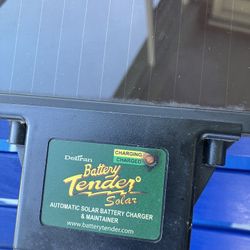 Deltran
CHARGING
CHARGED
Battery
Tender®
Solar
AUTOMATIC SOLAR BATTERY CHARGER
& MAINTAINER
www.batterytender.com